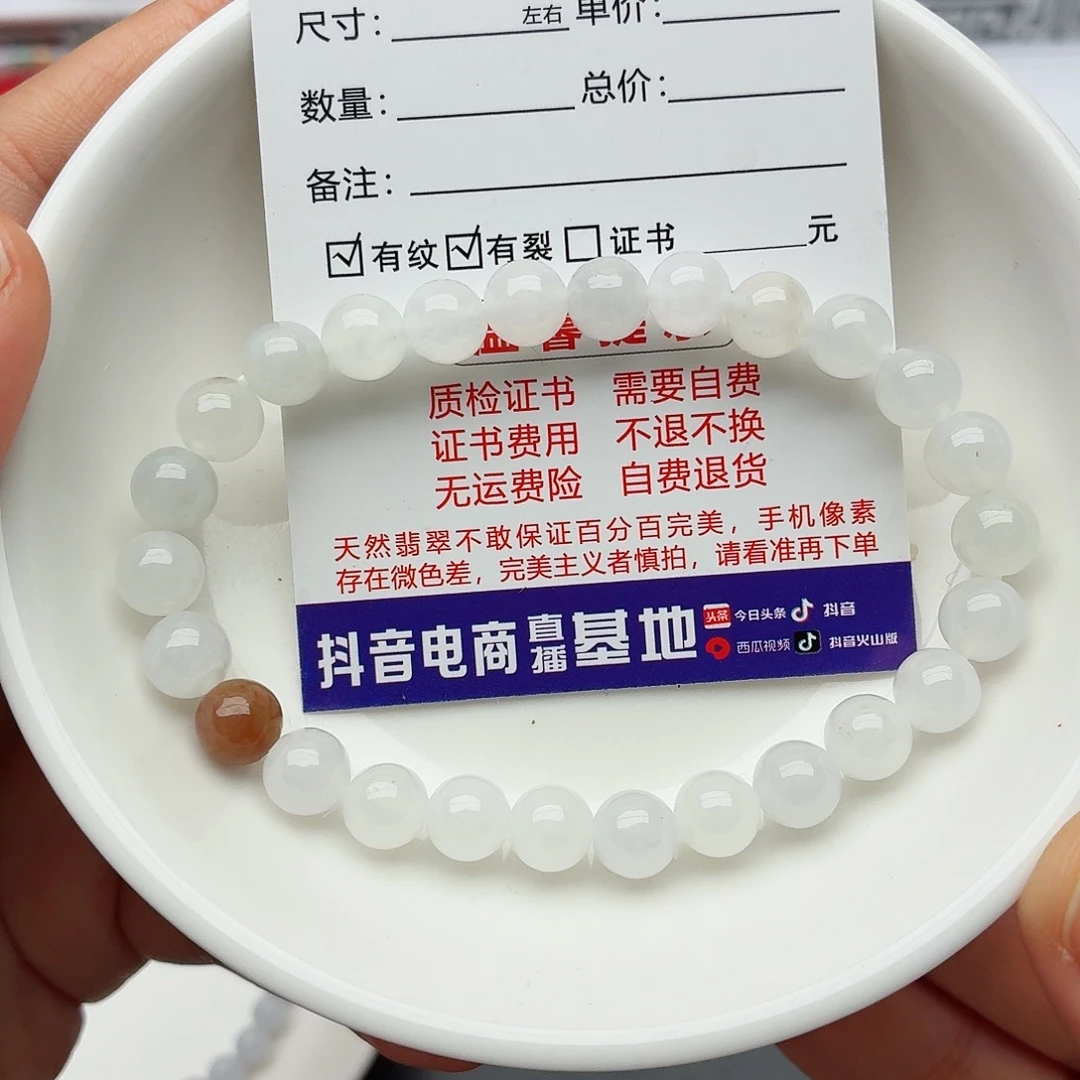 尺寸：左右 单价：
数量： 总价：
备注：
☑有纹☑有裂☐证书 元
质检证书 需要自费
证书费用 不退不换
无运费险 自费退货
天然翡翠不敢保证百分百完美，手机像素
存在微色差，完美主义者慎拍，请看准再下单
抖音电商直播基地 头条 今日头条 抖音
西瓜视频 抖音火山版